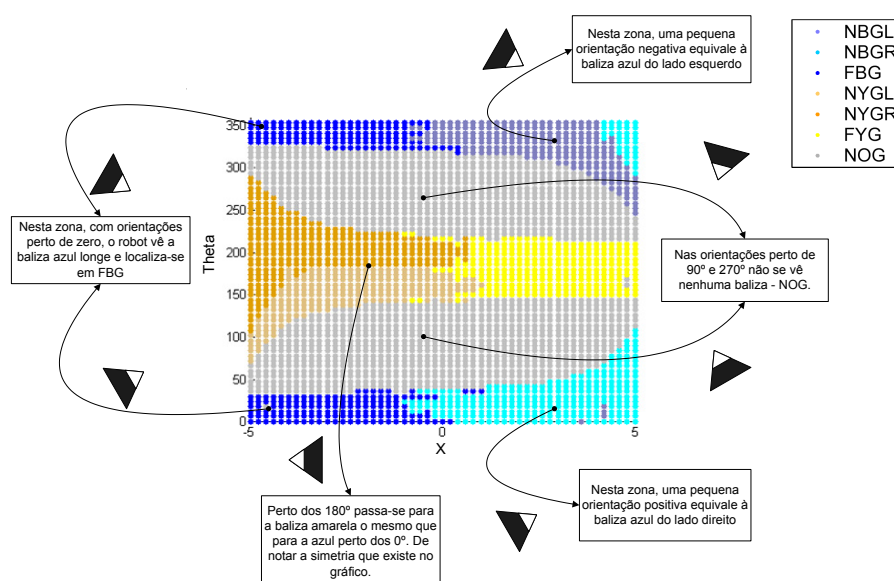 Nesta zona, uma pequena
orientação negativa equivale à
baliza azul do lado esquerdo
NBGL
NBGR
FBG
NYGL
NYGR
FYG
NOG
Nesta zona, com orientações
perto de zero, o robot vê a
baliza azul longe e localiza-se
em FBG
Theta
350
300
250
200
150
100
50
0
-5
0
5
X
Nas orientações perto de
90º e 270º não se vê
nenhuma baliza - NOG.
Perto dos 180º passa-se para
a baliza amarela o mesmo que
para a azul perto dos 0º. De
notar a simetria que existe no
gráfico.
Nesta zona, uma pequena
orientação positiva equivale à
baliza azul do lado direito